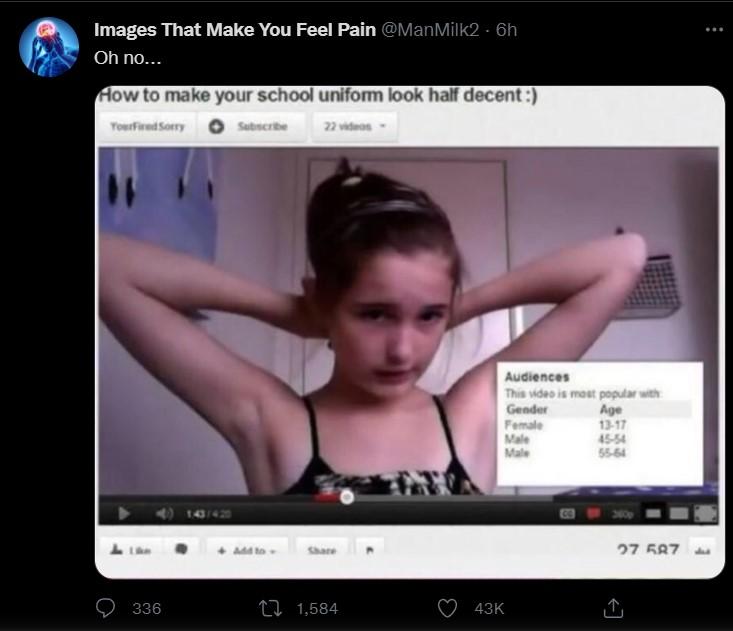 Images That Make You Feel Pain @ManMilk2 · 6h
Oh no...
How to make your school uniform look half decent :)
YourFiredSorry Subscribe 22 videos
Audiences
This video is most popular with:
Gender Age
Female 13-17
Male 45-54
Male 55-64
1:43 / 4:20 CC 360p
Like + Add to Share 27,587
336 1,584 43K